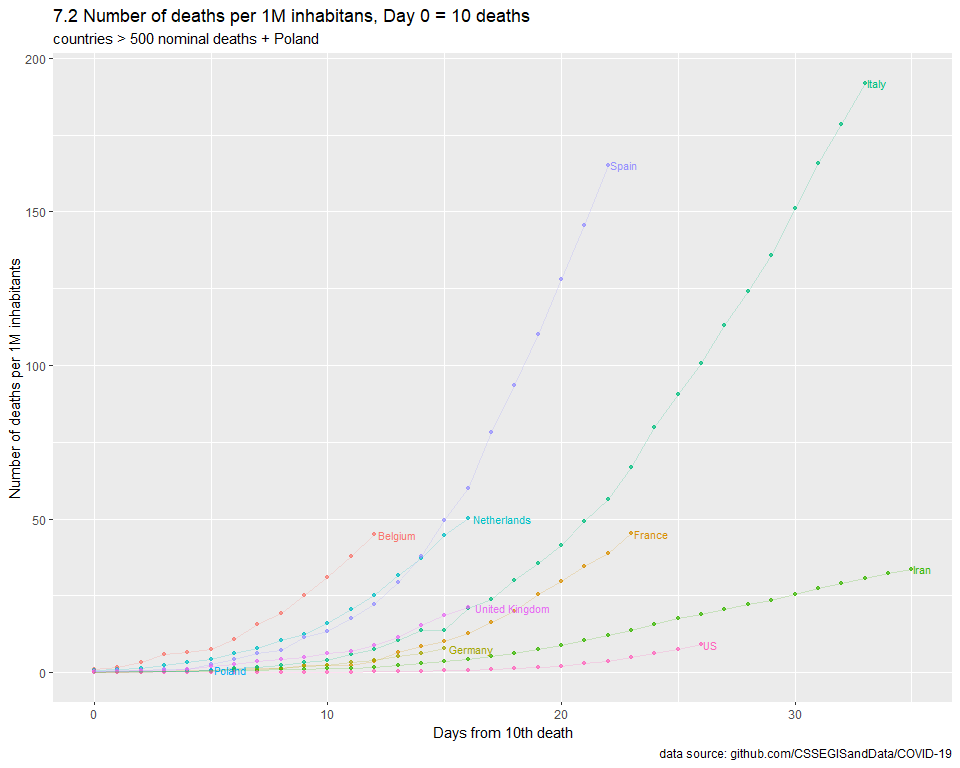 7.2 Number of deaths per 1M inhabitans, Day 0 = 10 deaths
countries > 500 nominal deaths + Poland
Number of deaths per 1M inhabitants
200
150
100
50
0
Italy
Spain
Belgium
Netherlands
France
Iran
United Kingdom
Germany
US
Poland
0 10 20 30
Days from 10th death
data source: github.com/CSSEGISandData/COVID-19